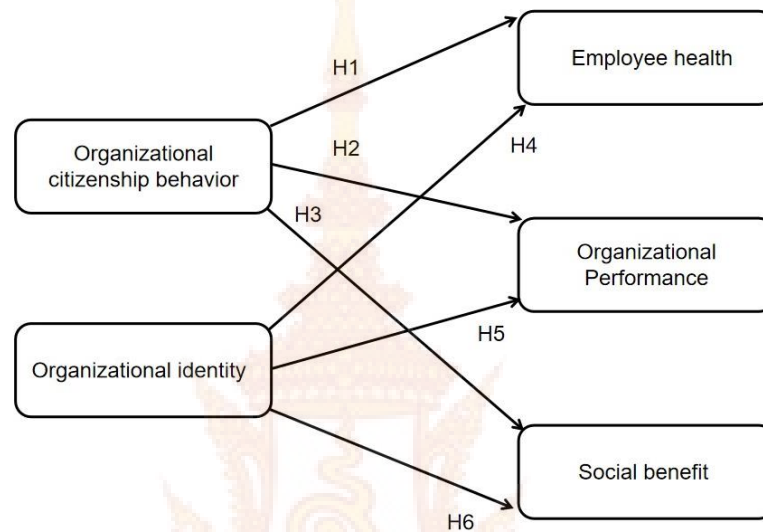 H1
Employee health
Organizational
citizenship behavior
H2
H4
H3
Organizational
Performance
Organizational identity
H5
Social benefit
H6